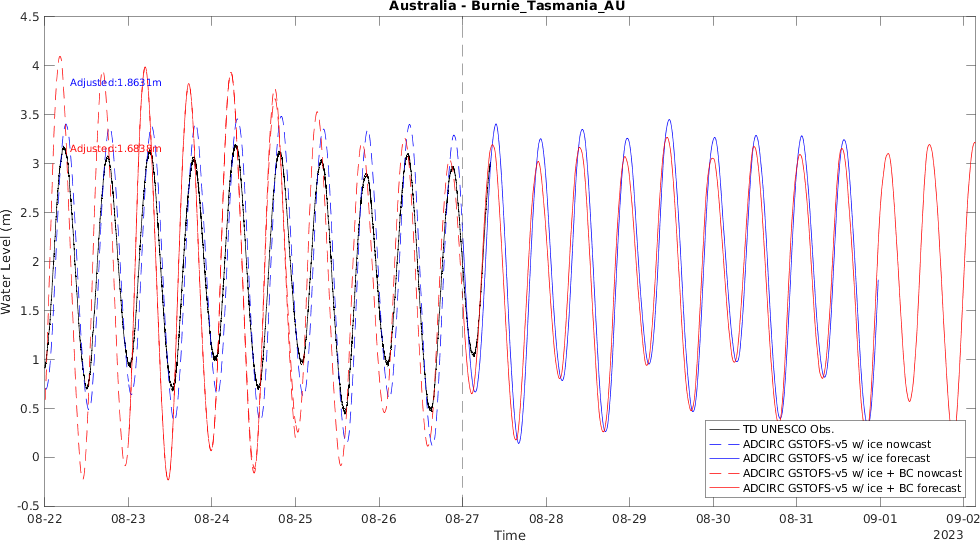 Australia - Burnie_Tasmania_AU
Water Level (m)
4.5
4
3.5
3
2.5
2
1.5
1
0.5
0
-0.5
Adjusted:1.8631m
TD UNESCO Obs.
ADCIRC GSTOFS-v5 w/ ice nowcast
ADCIRC GSTOFS-v5 w/ ice forecast
ADCIRC GSTOFS-v5 w/ ice + BC nowcast
ADCIRC GSTOFS-v5 w/ ice + BC forecast
08-22 08-23 08-24 08-25 08-26 08-27 08-28 08-29 08-30 08-31 09-01 09-02
Time
2023